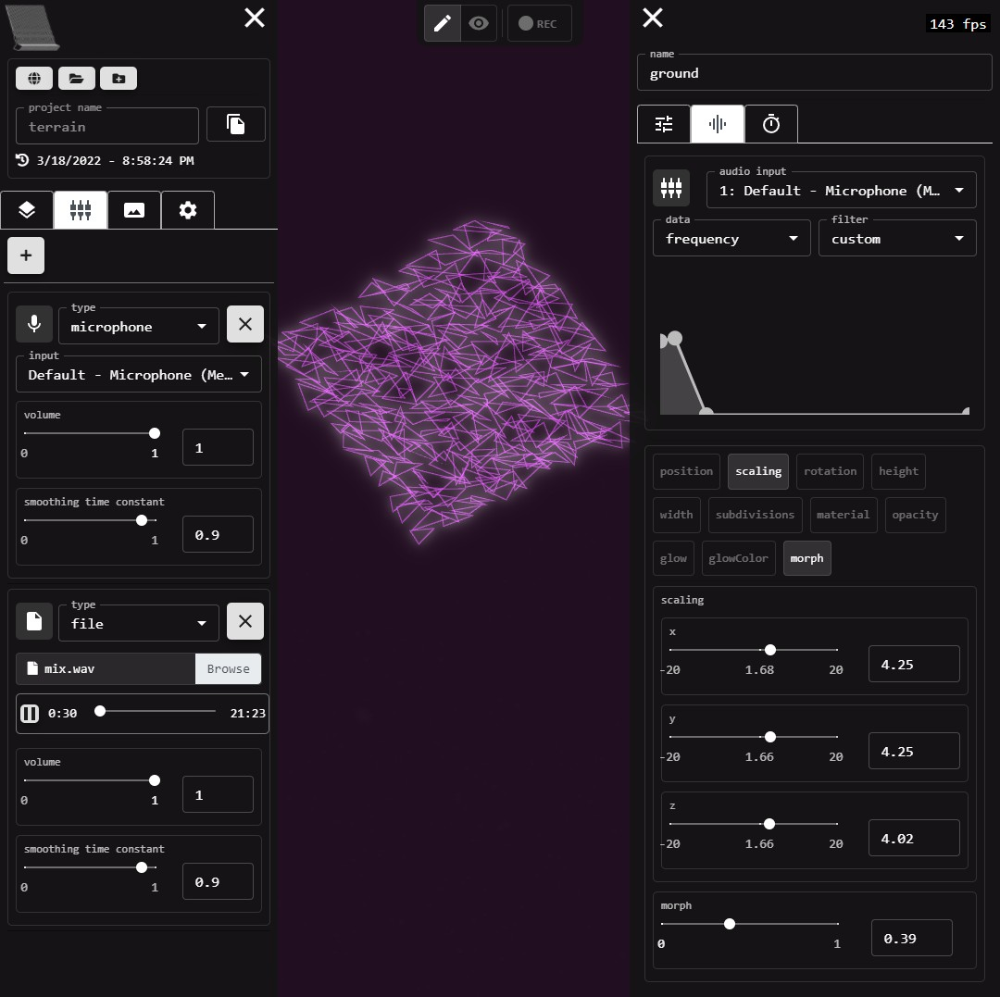 project name
terrain
3/18/2022 - 8:58:24 PM
type
microphone
input
Default - Microphone (Me…
volume
0 1 1
smoothing time constant
0 1 0.9
type
file
mix.wav Browse
0:30 21:23
volume
0 1 1
smoothing time constant
0 1 0.9
REC
143 fps
name
ground
audio input
1: Default - Microphone (M…
data filter
frequency custom
position scaling rotation height
width subdivisions material opacity
glow glowColor morph
scaling
x
-20 1.68 20 4.25
y
-20 1.66 20 4.25
z
-20 1.66 20 4.02
morph
0 1 0.39